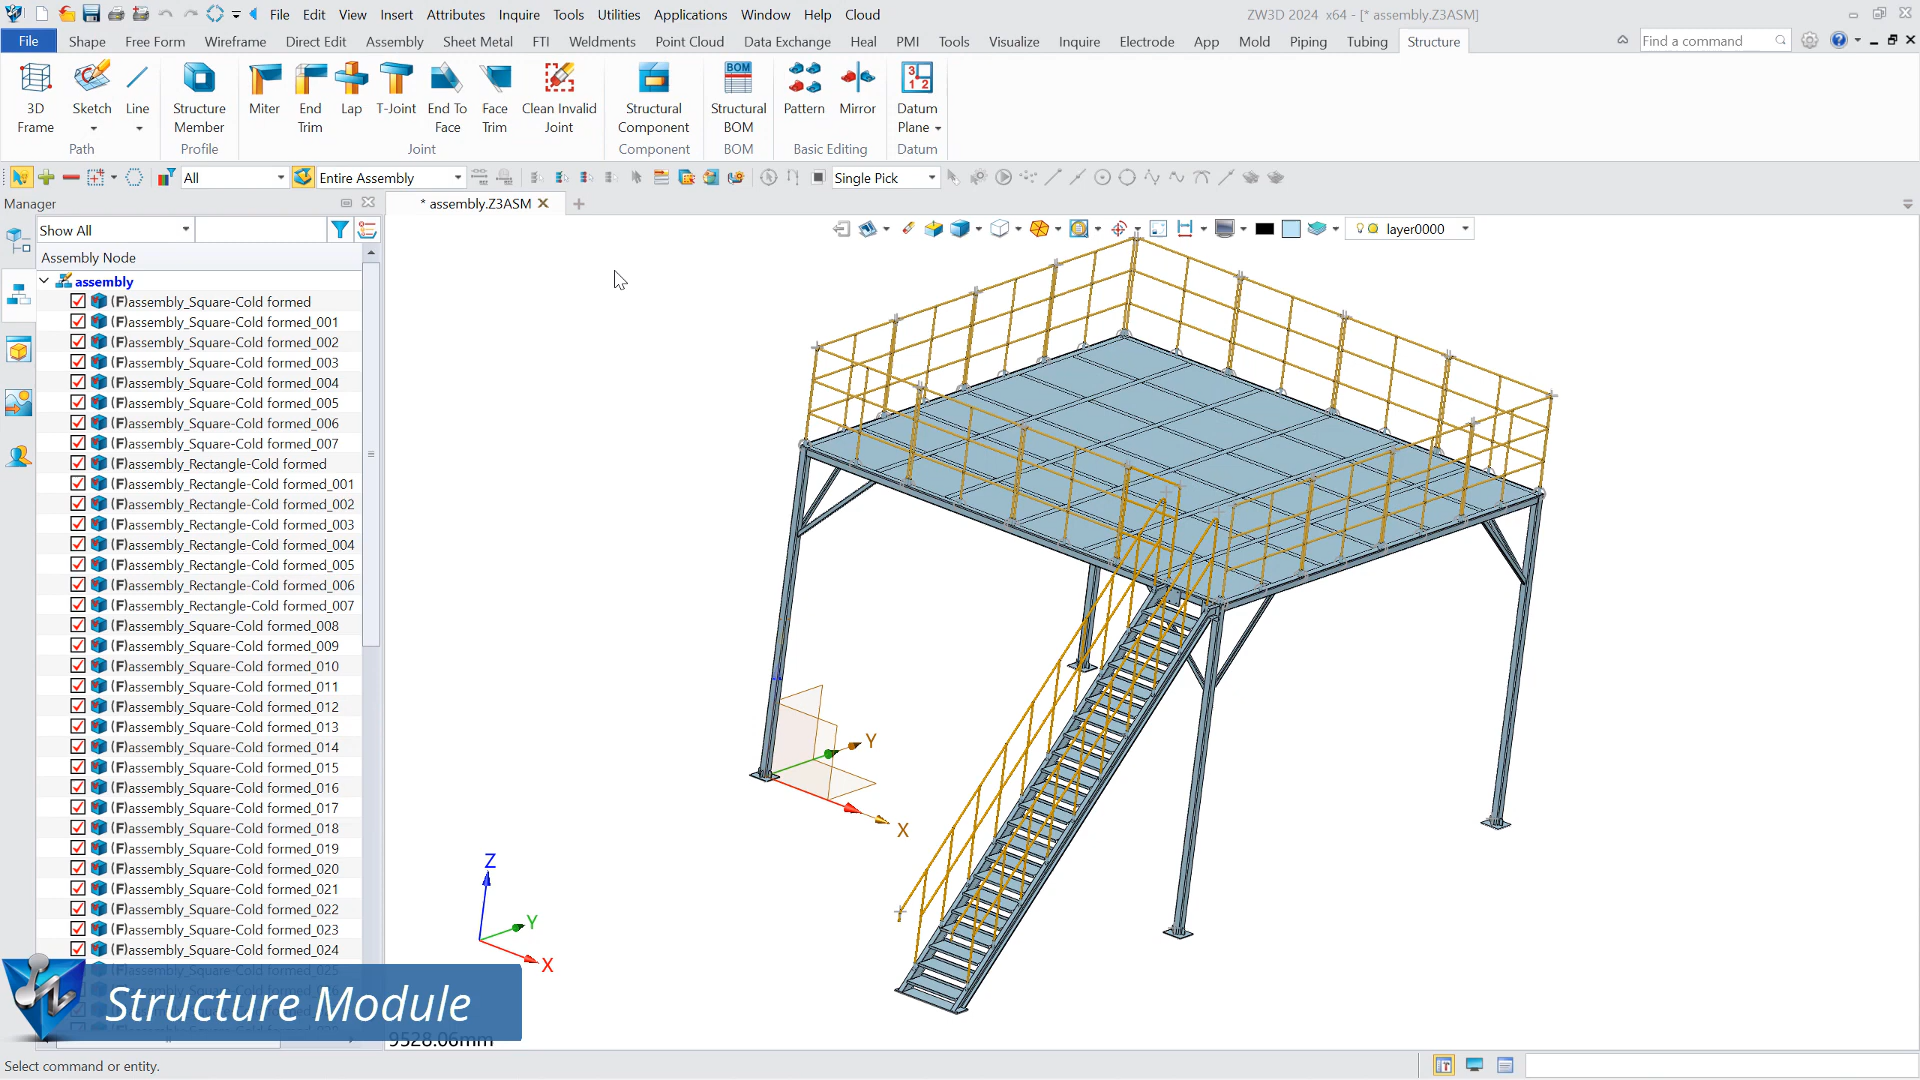 File Edit View Insert Attributes Inquire Tools Utilities Applications Window Help Cloud ZW3D 2024 x64 - [* assembly.Z3ASM]
File Shape Free Form Wireframe Direct Edit Assembly Sheet Metal FTI Weldments Point Cloud Data Exchange Heal PMI Tools Visualize Inquire Electrode App Mold Piping Tubing Structure Find a command
3D Frame Sketch Line Structure Member Miter End Trim Lap T-Joint End To Face Face Trim Clean Invalid Joint Structural Component BOM Structural BOM Pattern Mirror Datum Plane
Path Profile Joint Component BOM Basic Editing Datum
All Entire Assembly Single Pick
Manager * assembly.Z3ASM
Show All layer0000
Assembly Node
assembly
(F)assembly_Square-Cold formed
(F)assembly_Square-Cold formed_001
(F)assembly_Square-Cold formed_002
(F)assembly_Square-Cold formed_003
(F)assembly_Square-Cold formed_004
(F)assembly_Square-Cold formed_005
(F)assembly_Square-Cold formed_006
(F)assembly_Square-Cold formed_007
(F)assembly_Rectangle-Cold formed
(F)assembly_Rectangle-Cold formed_001
(F)assembly_Rectangle-Cold formed_002
(F)assembly_Rectangle-Cold formed_003
(F)assembly_Rectangle-Cold formed_004
(F)assembly_Rectangle-Cold formed_005
(F)assembly_Rectangle-Cold formed_006
(F)assembly_Rectangle-Cold formed_007
(F)assembly_Square-Cold formed_008
(F)assembly_Square-Cold formed_009
(F)assembly_Square-Cold formed_010
(F)assembly_Square-Cold formed_011
(F)assembly_Square-Cold formed_012
(F)assembly_Square-Cold formed_013
(F)assembly_Square-Cold formed_014
(F)assembly_Square-Cold formed_015
(F)assembly_Square-Cold formed_016
(F)assembly_Square-Cold formed_017
(F)assembly_Square-Cold formed_018
(F)assembly_Square-Cold formed_019
(F)assembly_Square-Cold formed_020
(F)assembly_Square-Cold formed_021
(F)assembly_Square-Cold formed_022
(F)assembly_Square-Cold formed_023
(F)assembly_Square-Cold formed_024
Y
X
Z
Y
X
Structure Module
9528.06mm
Select command or entity.